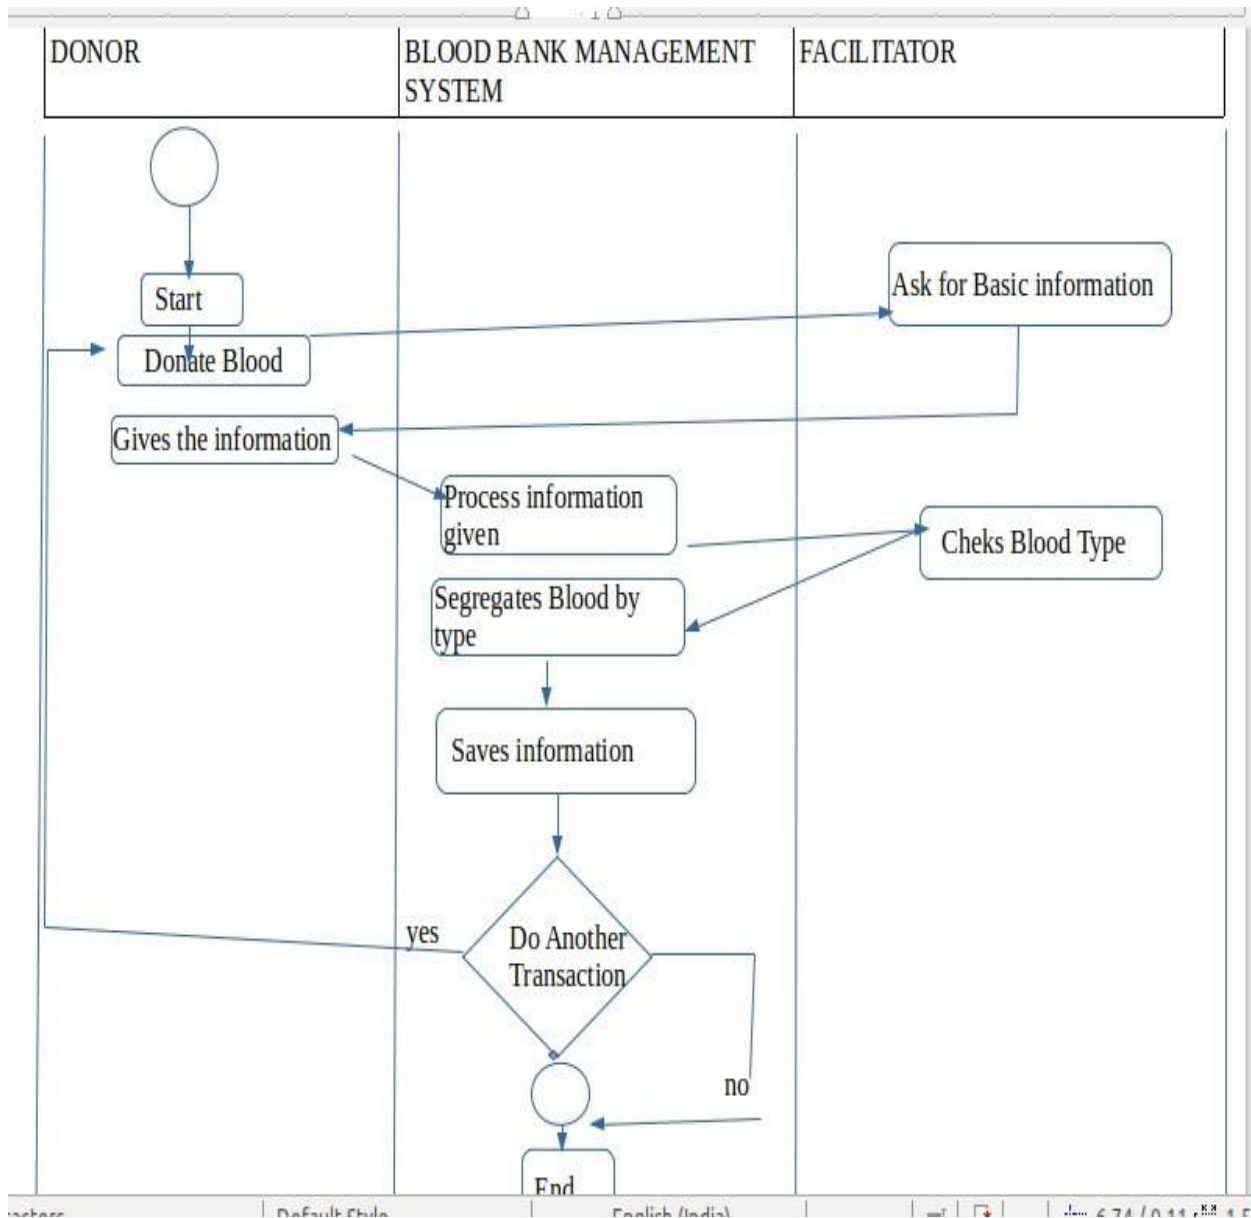 DONOR
BLOOD BANK MANAGEMENT
SYSTEM
FACILITATOR
Start
Ask for Basic information
Donate Blood
Gives the information
Process information
given
Cheks Blood Type
Segregates Blood by
type
Saves information
yes
Do Another
Transaction
no
End
Default Style
English (India)